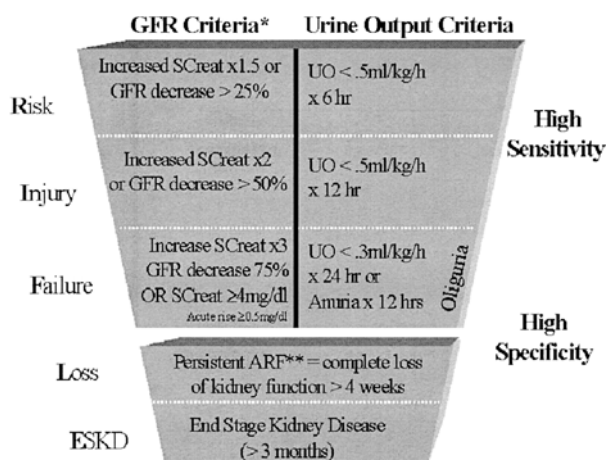 GFR Criteria*
Urine Output Criteria
Risk
Increased SCreat x1.5 or
GFR decrease > 25%
UO < .5ml/kg/h
x 6 hr
High
Sensitivity
Injury
Increased SCreat x2
or GFR decrease > 50%
UO < .5ml/kg/h
x 12 hr
Failure
Increase SCreat x3
GFR decrease 75%
OR SCreat ≥4mg/dl
Acute rise ≥0.5mg/dl
UO < .3ml/kg/h
x 24 hr or
Anuria x 12 hrs
Oliguria
High
Specificity
Loss
Persistent ARF** = complete loss
of kidney function > 4 weeks
ESKD
End Stage Kidney Disease
(> 3 months)